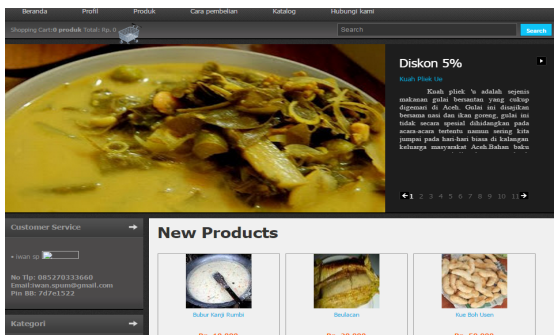 Beranda Profil Produk Cara pembelian Katalog Hubungi kami
Shopping Cart:0 produk Total: Rp. 0
Search Search
Diskon 5%
Kuah Pliek Ue
Kuah pliek 'u adalah sejenis
makanan gulai bersantan yang cukup
digemari di Aceh. Gulai ini disajikan
bersama nasi dan ikan goreng, gulai ini
tidak secara spesial dihidangkan pada
acara-acara tertentu namun sering kita
jumpai pada hari-hari biasa di kalangan
keluarga masyarakat Aceh.Bahan baku
1 2 3 4 5 6 7 8 9 10 11
Customer Service
• iwan sp
No Tlp: 085270333660
Email:iwan.spum@gmail.com
Pin BB: 7d7e1522
Kategori
New Products
Bubur Kanji Rumbi
Beulacan
Kue Boh Usen